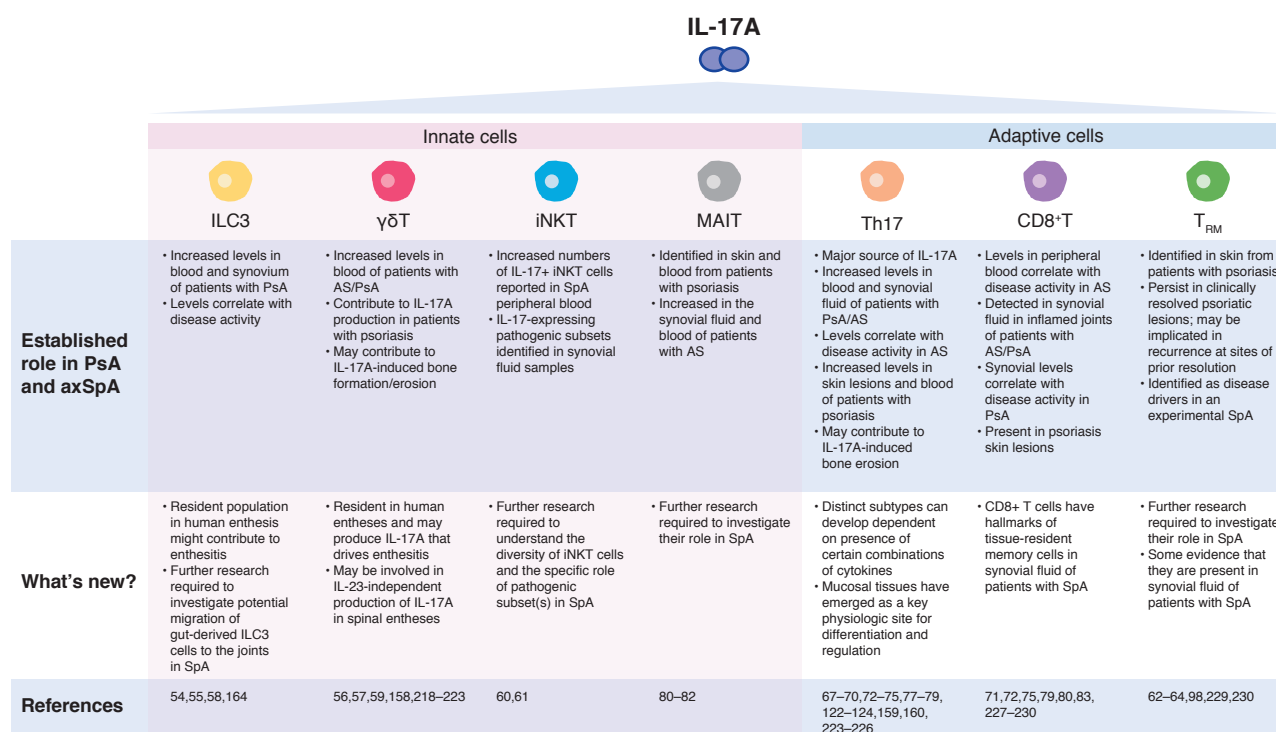 IL-17A
Innate cells
Adaptive cells
ILC3
γδT
iNKT
MAIT
Th17
CD8⁺T
T_RM
Established
role in PsA
and axSpA
• Increased levels in
blood and synovium
of patients with PsA
• Levels correlate with
disease activity
• Increased levels in
blood of patients with
AS/PsA
• Contribute to IL-17A
production in patients
with psoriasis
• May contribute to
IL-17A-induced bone
formation/erosion
• Increased numbers
of IL-17+ iNKT cells
reported in SpA
peripheral blood
• IL-17-expressing
pathogenic subsets
identified in synovial
fluid samples
• Identified in skin and
blood from patients
with psoriasis
• Increased in the
synovial fluid and
blood of patients
with AS
• Major source of IL-17A
• Increased levels in
blood and synovial
fluid of patients with
PsA/AS
• Levels correlate with
disease activity in AS
• Increased levels in
skin lesions and blood
of patients with
psoriasis
• May contribute to
IL-17A-induced
bone erosion
• Levels in peripheral
blood correlate with
disease activity in AS
• Detected in synovial
fluid in inflamed joints
of patients with
AS/PsA
• Synovial levels
correlate with
disease activity in
PsA
• Present in psoriasis
skin lesions
• Identified in skin from
patients with psoriasis
• Persist in clinically
resolved psoriatic
lesions; may be
implicated in
recurrence at sites of
prior resolution
• Identified as disease
drivers in an
experimental SpA
What's new?
• Resident population
in human enthesis
might contribute to
enthesitis
• Further research
required to
investigate potential
migration of
gut-derived ILC3
cells to the joints
in SpA
• Resident in human
entheses and may
produce IL-17A that
drives enthesitis
• May be involved in
IL-23-independent
production of IL-17A
in spinal entheses
• Further research
required to
understand the
diversity of iNKT cells
and the specific role
of pathogenic
subset(s) in SpA
• Further research
required to investigate
their role in SpA
• Distinct subtypes can
develop dependent
on presence of
certain combinations
of cytokines
• Mucosal tissues have
emerged as a key
physiologic site for
differentiation and
regulation
• CD8+ T cells have
hallmarks of
tissue-resident
memory cells in
synovial fluid of
patients with SpA
• Further research
required to investigate
their role in SpA
• Some evidence that
they are present in
synovial fluid of
patients with SpA
References
54,55,58,164
56,57,59,158,218–223
60,61
80–82
67–70,72–75,77–79,
122–124,159,160,
223–226
71,72,75,79,80,83,
227–230
62–64,98,229,230